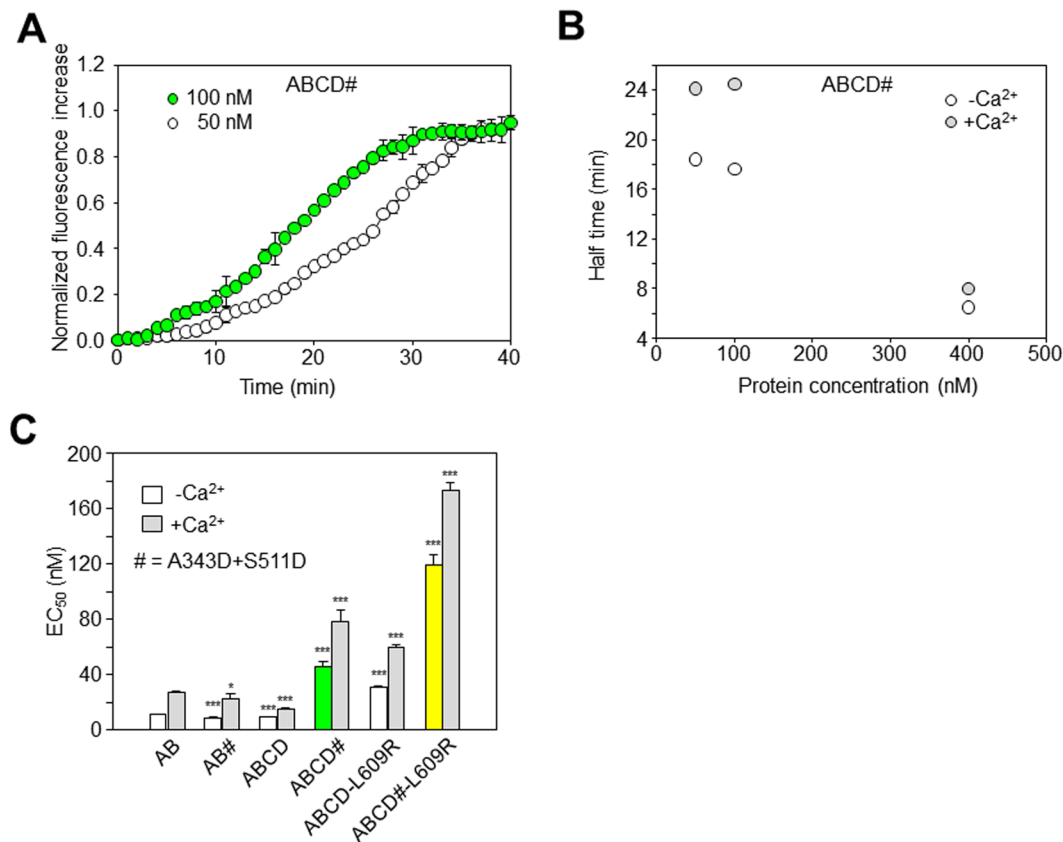 A
Normalized fluorescence increase
1.2
1.0
0.8
0.6
0.4
0.2
0.0
ABCD#
100 nM
50 nM
0
10
20
30
40
Time (min)
B
Half time (min)
24
20
16
12
8
4
ABCD#
-Ca²⁺
+Ca²⁺
0
100
200
300
400
500
Protein concentration (nM)
C
EC₅₀ (nM)
200
160
120
80
40
0
-Ca²⁺
+Ca²⁺
# = A343D+S511D
***
*
***
***
***
***
***
***
***
***
AB
AB#
ABCD
ABCD#
ABCD-L609R
ABCD#-L609R